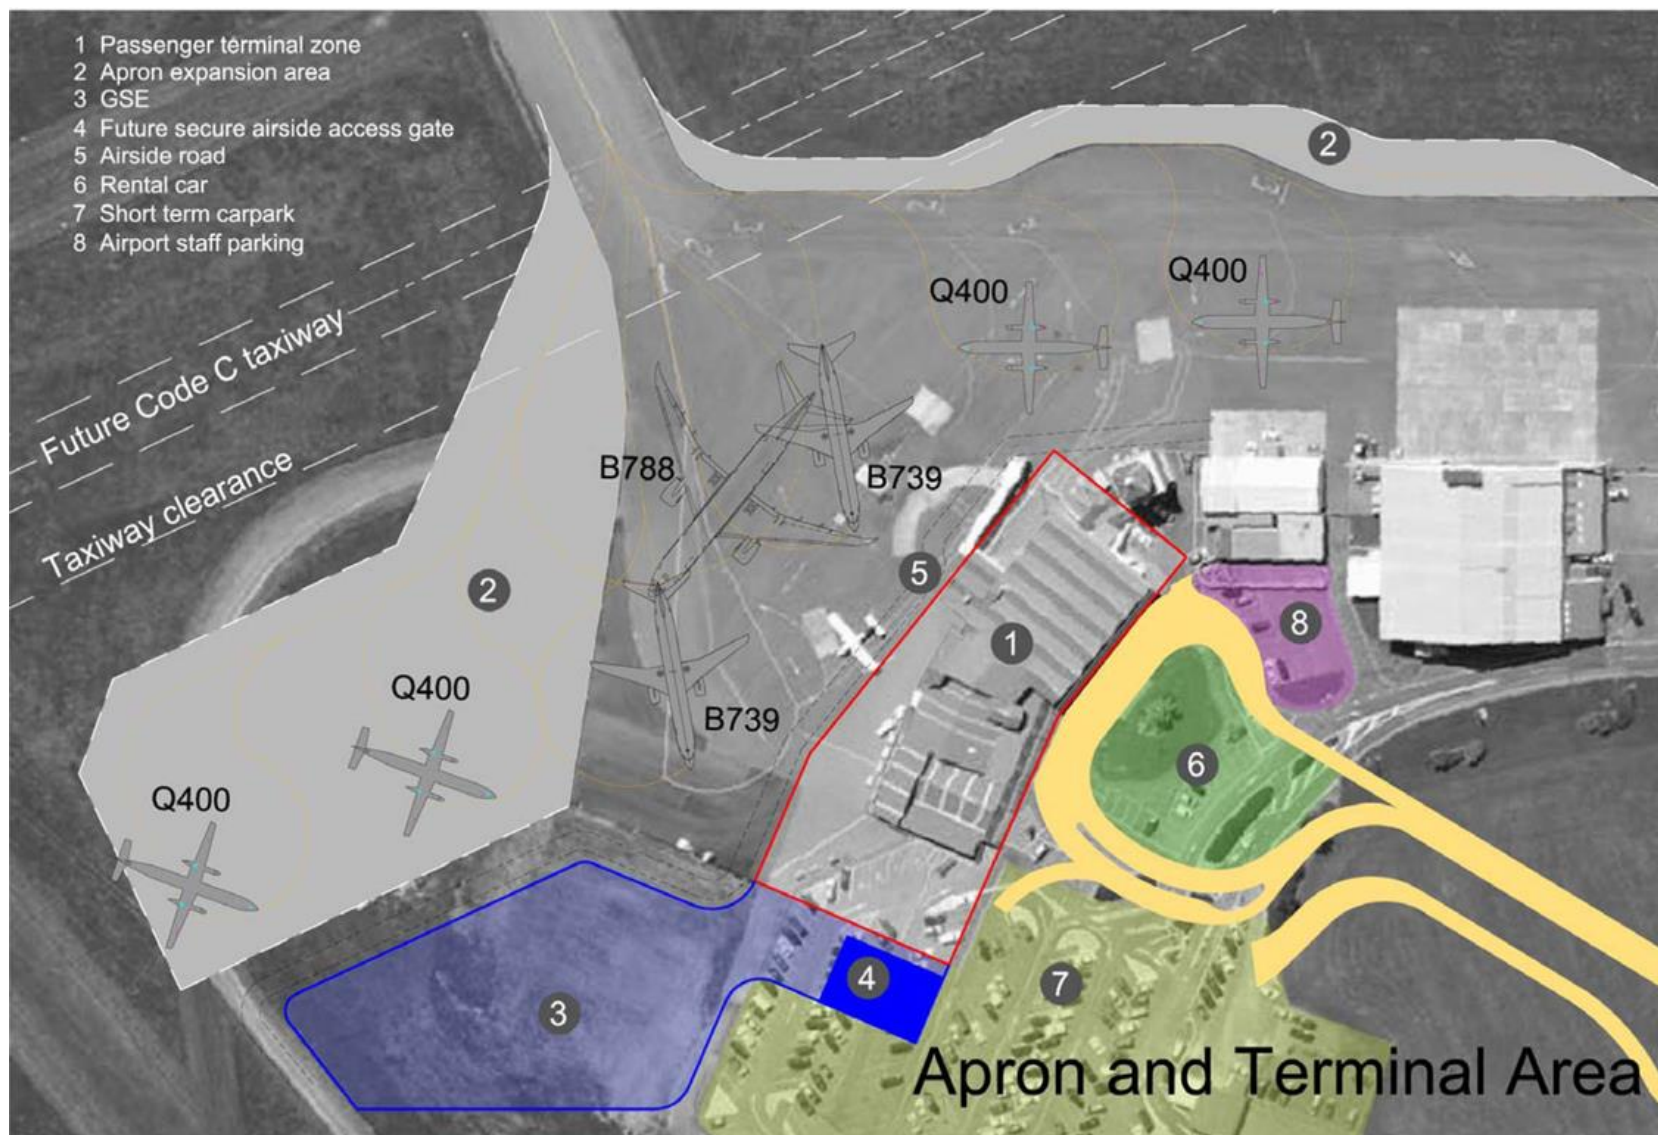 1 Passenger terminal zone
2 Apron expansion area
3 GSE
4 Future secure airside access gate
5 Airside road
6 Rental car
7 Short term carpark
8 Airport staff parking
2
Q400
Q400
Future Code C taxiway
Taxiway clearance
B788
B739
2
5
1
8
Q400
B739
6
Q400
4
7
3
Apron and Terminal Area